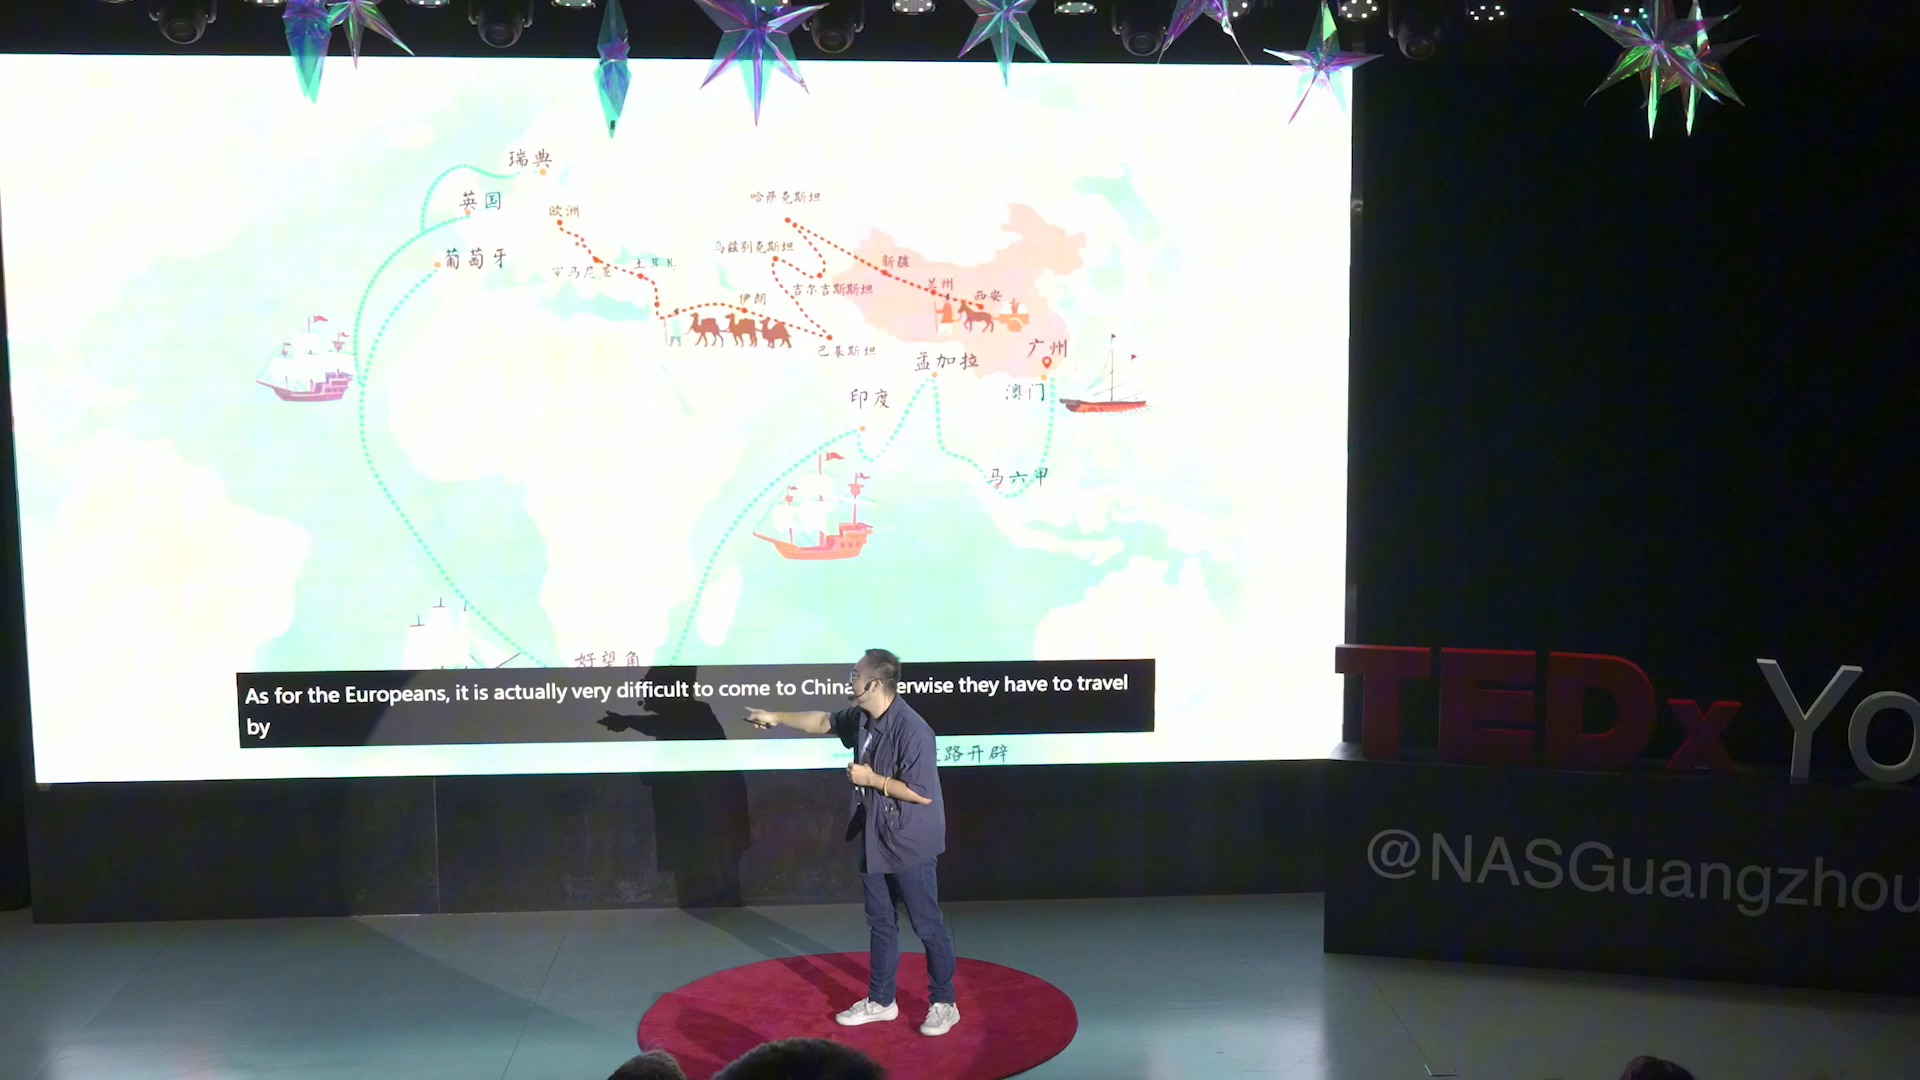 瑞典
英国
欧洲
哈萨克斯坦
葡萄牙
乌兹别克斯坦
罗马尼亚
土耳其
新疆
吉尔吉斯斯坦
兰州
西安
伊朗
巴基斯坦
广州
孟加拉
澳门
印度
马六甲
好望角
As for the Europeans, it is actually very difficult to come to China
erwise they have to travel
by
路开辟
TEDxYo
@NASGuangzhou